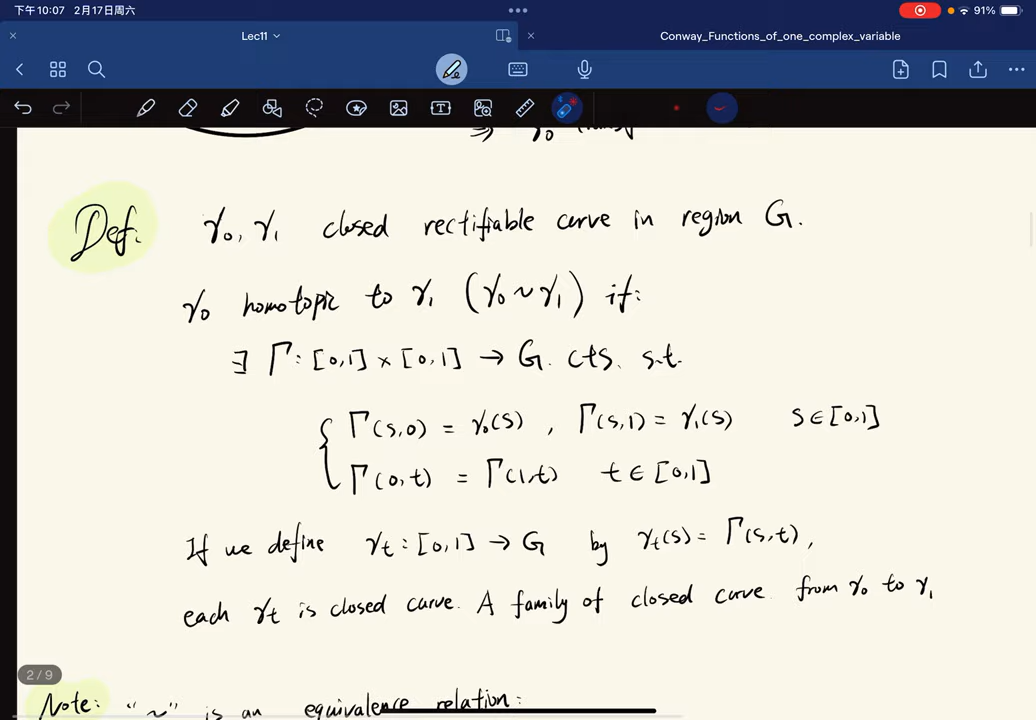 下午10:07 2月17日周六
91%
Lec11
Conway_Functions_of_one_complex_variable
⇒ γ₀
Def:
γ₀, γ₁ closed rectifiable curve in region G.
γ₀ homotopic to γ₁ (γ₀ ~ γ₁) if:
∃ Γ: [0,1] × [0,1] → G. cts. s.t.
{ Γ(s,0) = γ₀(s) , Γ(s,1) = γ₁(s) s ∈ [0,1]
Γ(0,t) = Γ(1,t) t ∈ [0,1]
If we define γt : [0,1] → G by γt(s) = Γ(s,t),
each γt is closed curve. A family of closed curve. from γ₀ to γ₁
2/9
Note: "~" is an equivalence relation: